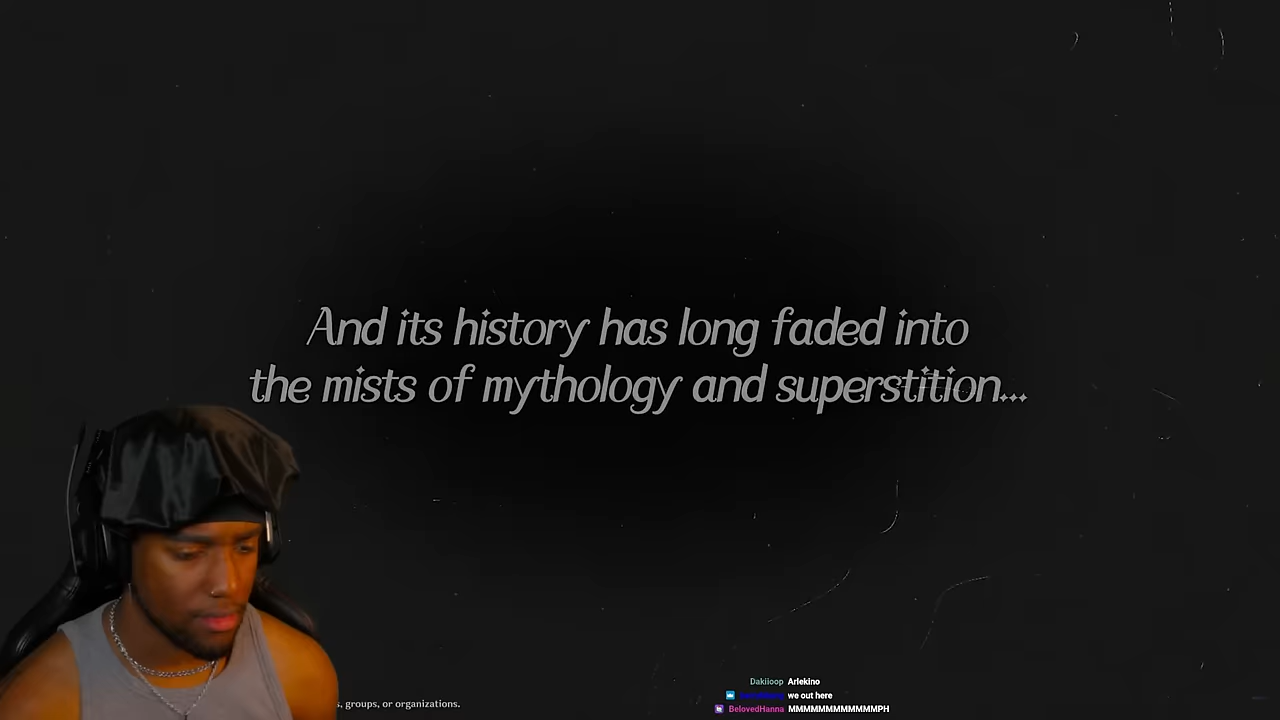 And its history has long faded into
the mists of mythology and superstition...
s, groups, or organizations.
Dakiioop Arlekino
we out here
BelovedHanna MMMMMMMMMMMMPH